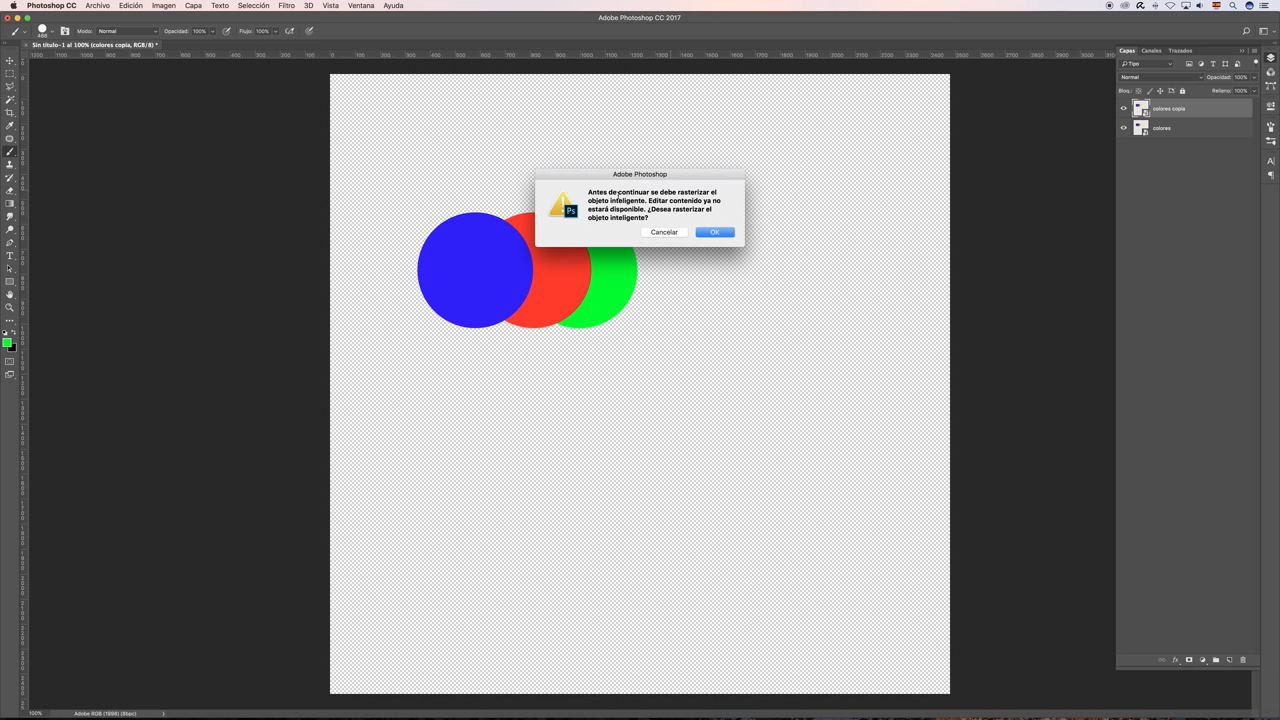 Photoshop CC Archivo Edición Imagen Capa Texto Selección Filtro 3D Vista Ventana Ayuda
Adobe Photoshop CC 2017
466 Modo: Normal Opacidad: 100% Flujo: 100%
× Sin título-1 al 100% (colores copia, RGB/8) *
Capas Canales Trazados
Tipo
Normal Opacidad: 100%
Bloq.: Relleno: 100%
colores copia
colores
Adobe Photoshop
Antes de continuar se debe rasterizar el
objeto inteligente. Editar contenido ya no
estará disponible. ¿Desea rasterizar el
objeto inteligente?
Cancelar OK
100% Adobe RGB (1998) (8bpc)